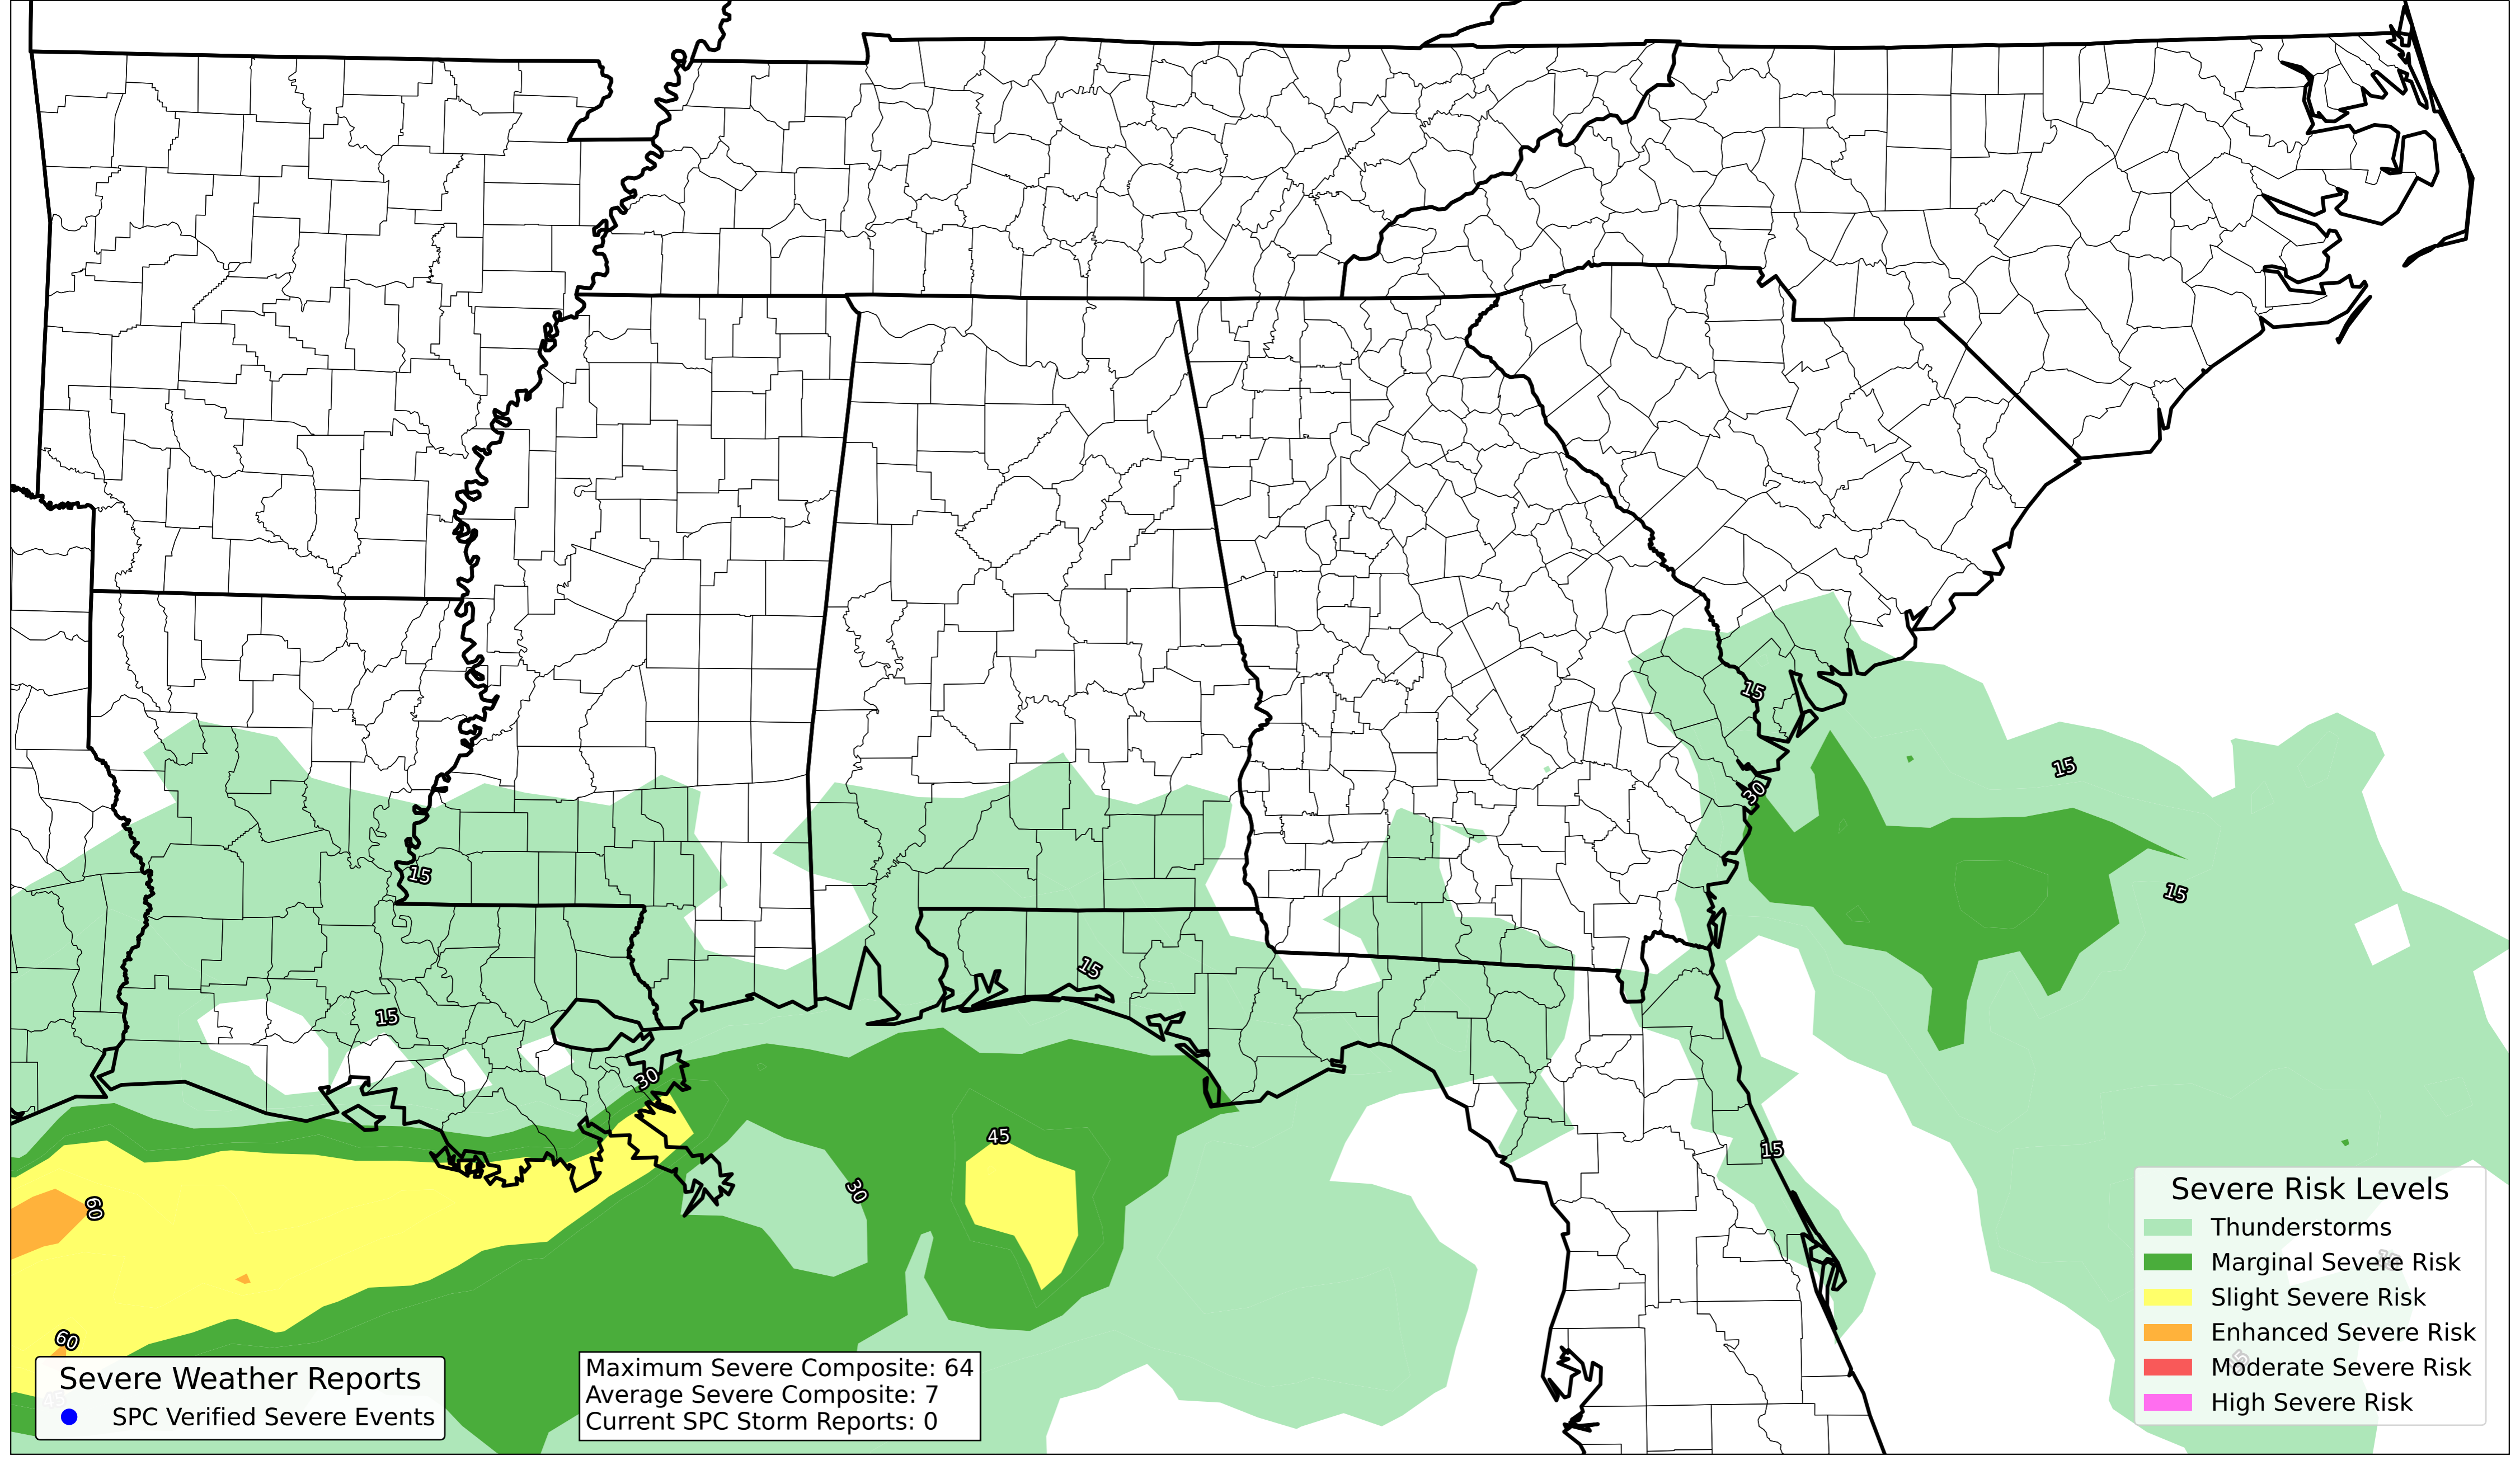 15
30
15
15
15
15
15
30
45
15
30
60
60
Severe Weather Reports
SPC Verified Severe Events
Maximum Severe Composite: 64
Average Severe Composite: 7
Current SPC Storm Reports: 0
Severe Risk Levels
Thunderstorms
Marginal Severe Risk
Slight Severe Risk
Enhanced Severe Risk
Moderate Severe Risk
High Severe Risk